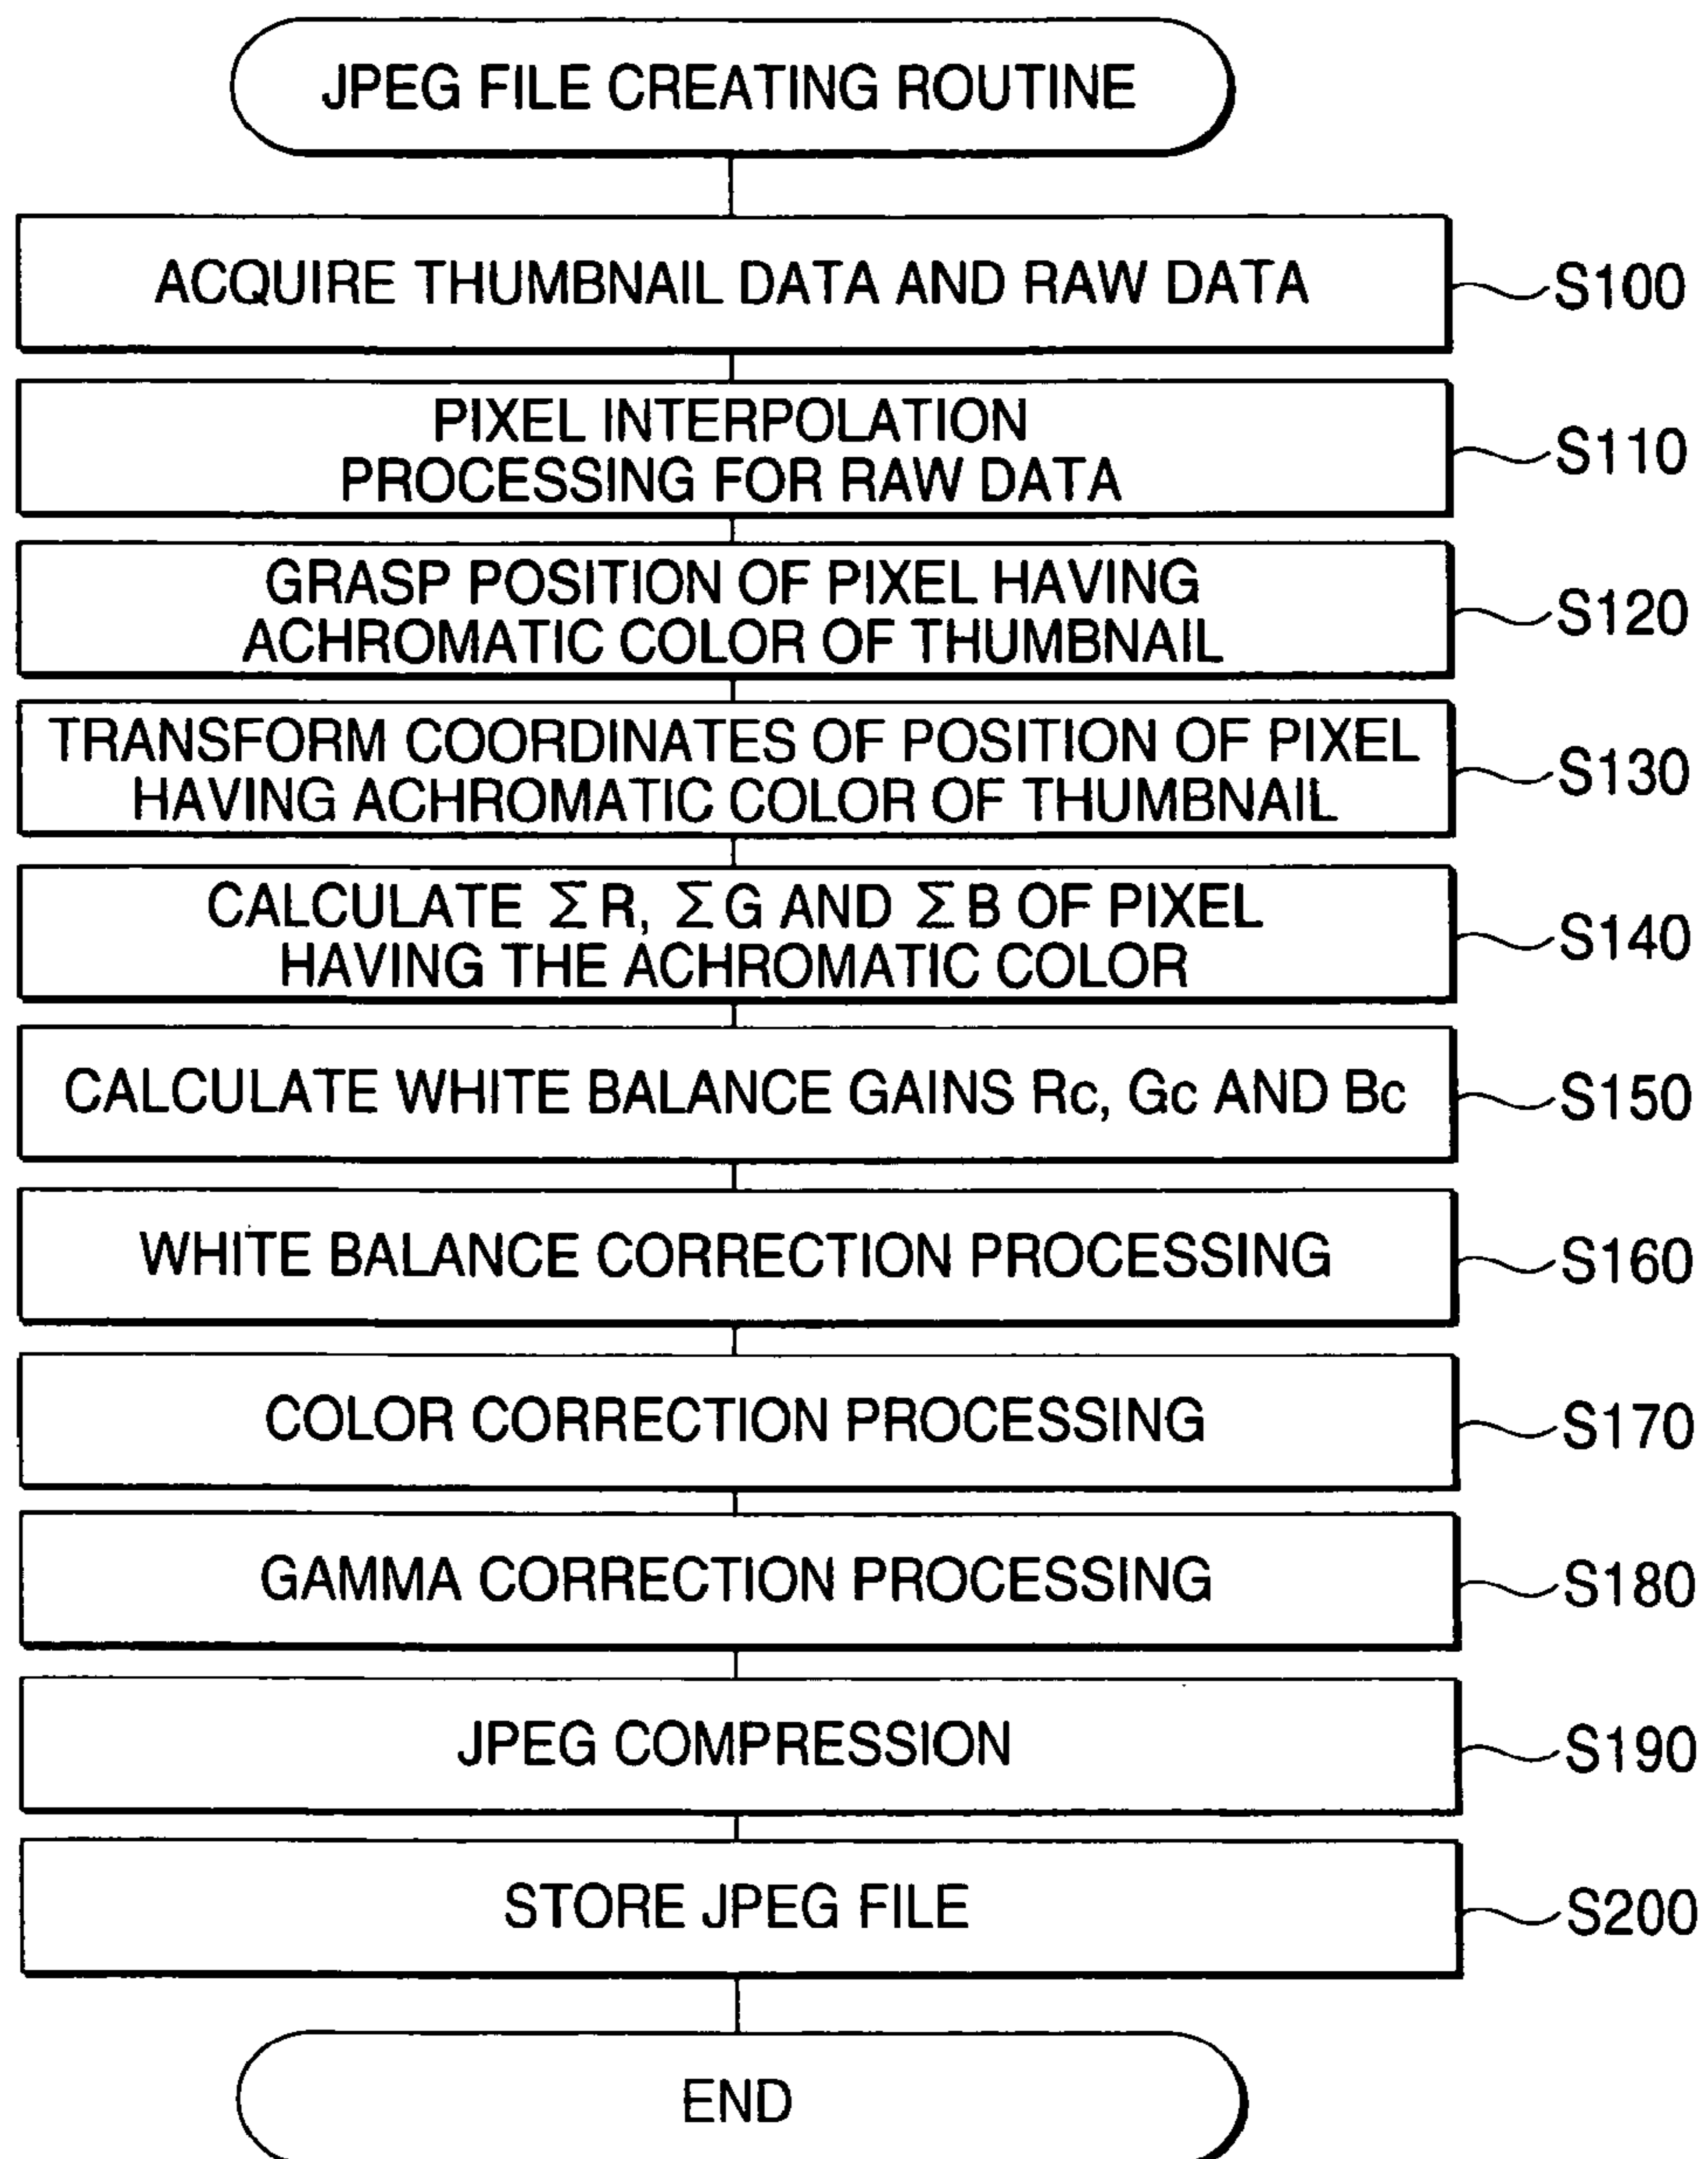 JPEG FILE CREATING ROUTINE
ACQUIRE THUMBNAIL DATA AND RAW DATA
S100
PIXEL INTERPOLATION
PROCESSING FOR RAW DATA
S110
GRASP POSITION OF PIXEL HAVING
ACHROMATIC COLOR OF THUMBNAIL
S120
TRANSFORM COORDINATES OF POSITION OF PIXEL
HAVING ACHROMATIC COLOR OF THUMBNAIL
S130
CALCULATE ΣR, ΣG AND ΣB OF PIXEL
HAVING THE ACHROMATIC COLOR
S140
CALCULATE WHITE BALANCE GAINS Rc, Gc AND Bc
S150
WHITE BALANCE CORRECTION PROCESSING
S160
COLOR CORRECTION PROCESSING
S170
GAMMA CORRECTION PROCESSING
S180
JPEG COMPRESSION
S190
STORE JPEG FILE
S200
END